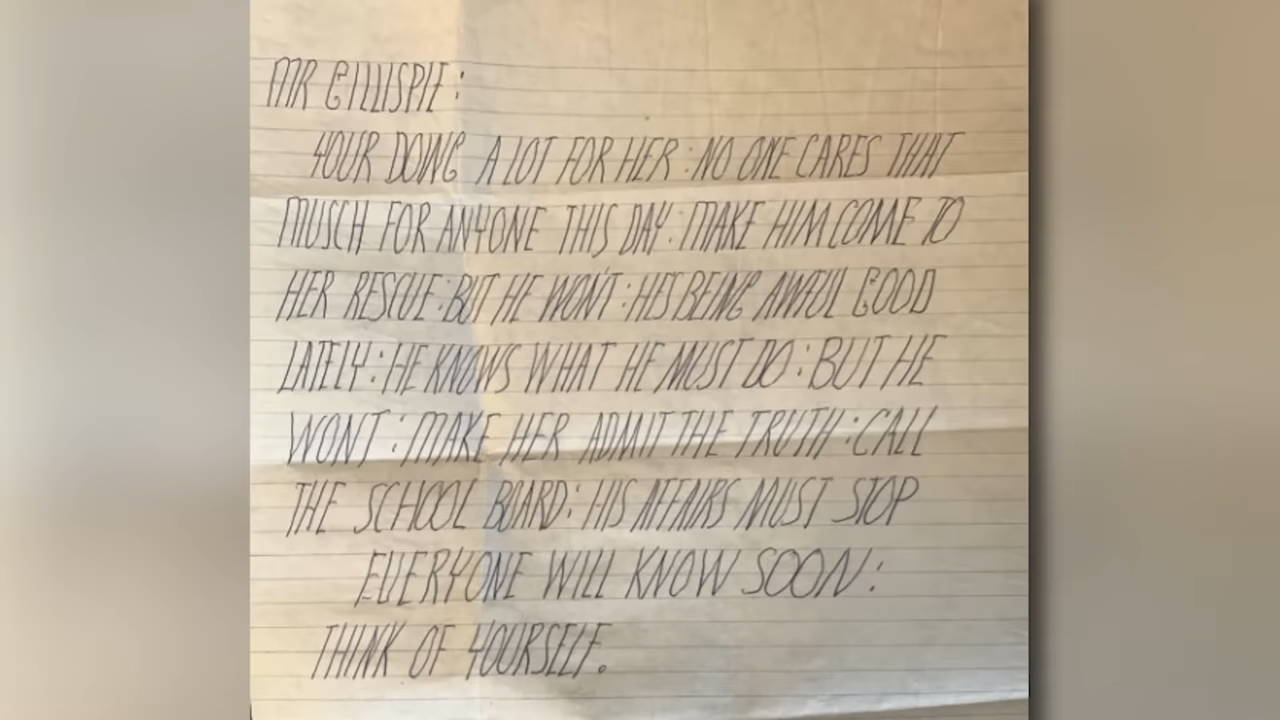 MR GILLISPIE:
YOUR DOING A LOT FOR HER: NO ONE CARES THAT
MUSCH FOR ANYONE THIS DAY: MAKE HIM COME TO
HER RESCUE: BUT HE WON'T: HE'S BEING AWFUL GOOD
LATELY: HE KNOWS WHAT HE MUST DO: BUT HE
WONT: MAKE HER ADMIT THE TRUTH: CALL
THE SCHOOL BOARD: HIS AFFAIRS MUST STOP
EVERYONE WILL KNOW SOON:
THINK OF YOURSELF.